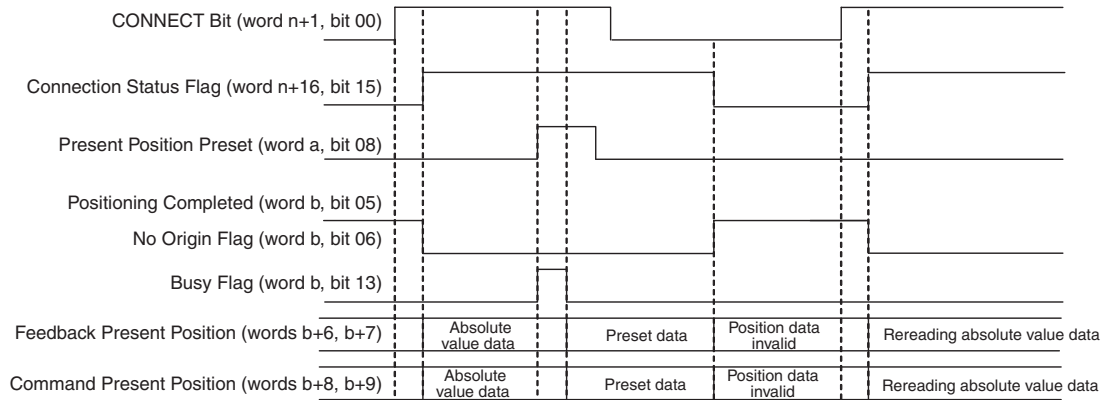 CONNECT Bit (word n+1, bit 00)
Connection Status Flag (word n+16, bit 15)
Present Position Preset (word a, bit 08)
Positioning Completed (word b, bit 05)
No Origin Flag (word b, bit 06)
Busy Flag (word b, bit 13)
Feedback Present Position (words b+6, b+7)
Absolute
value data
Preset data
Position data
invalid
Rereading absolute value data
Command Present Position (words b+8, b+9)
Absolute
value data
Preset data
Position data
invalid
Rereading absolute value data